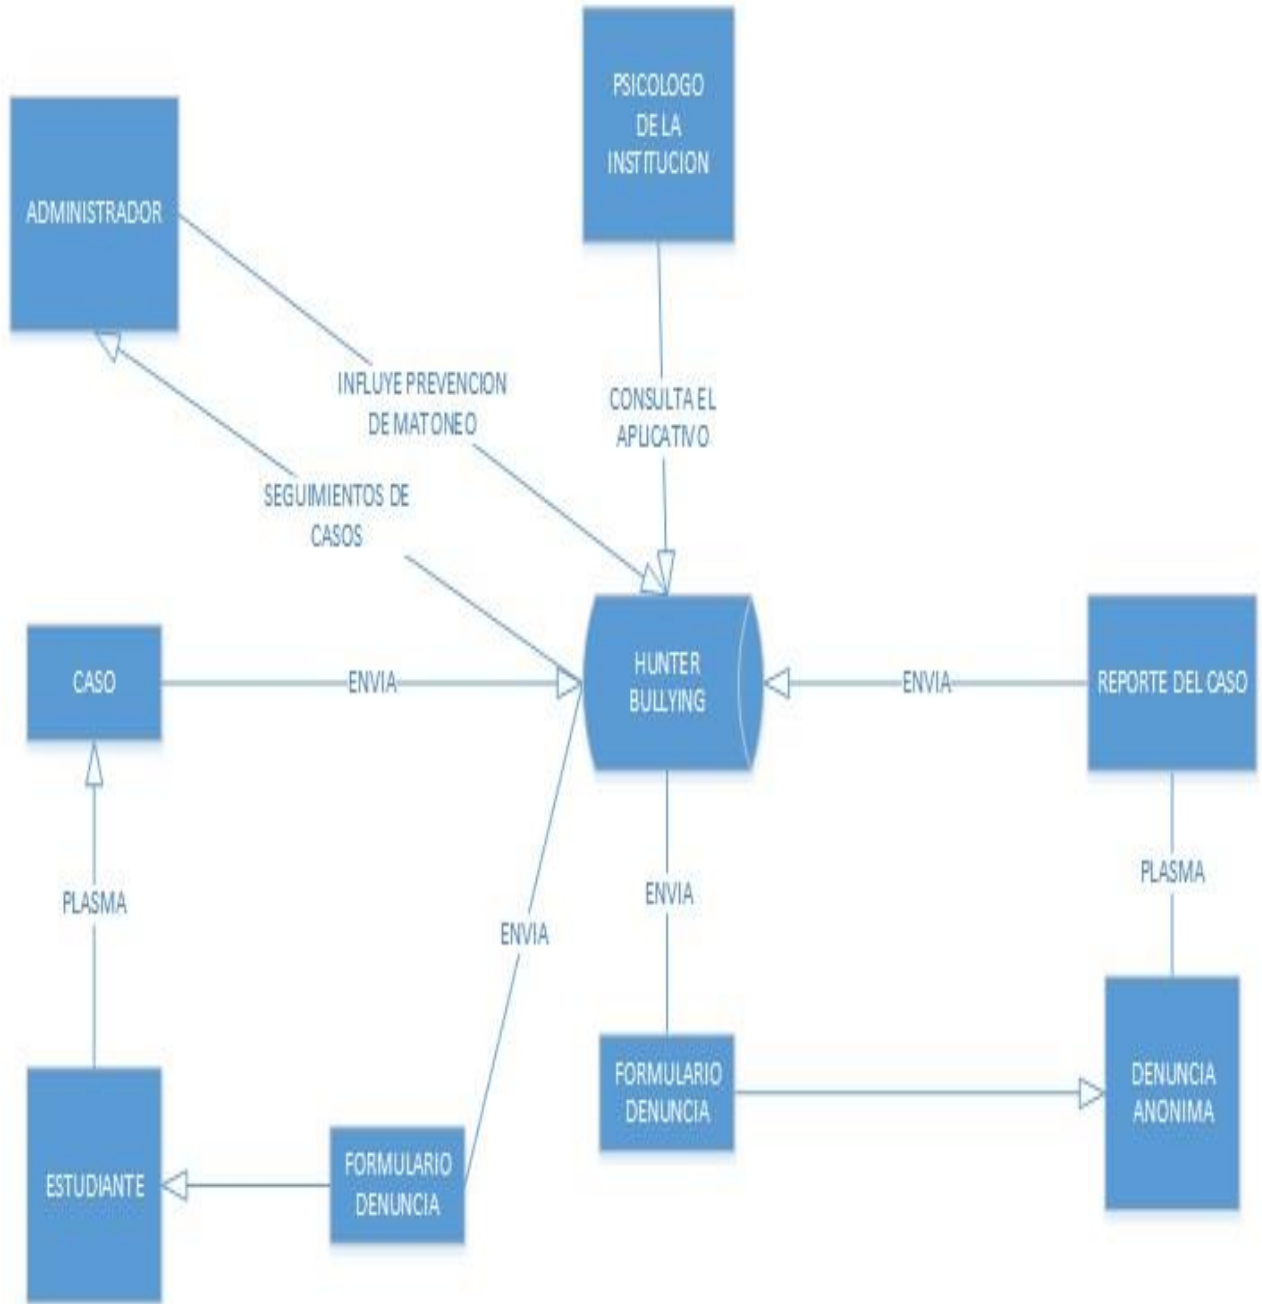 PSICOLOGO
DE LA
INSTITUCION
ADMINISTRADOR
INFLUYE PREVENCION
DE MATONEO
CONSULTA EL
APLICATIVO
SEGUIMIENTOS DE
CASOS
CASO
ENVIA
HUNTER
BULLYING
ENVIA
REPORTE DEL CASO
PLASMA
ENVIA
ENVIA
PLASMA
FORMULARIO
DENUNCIA
DENUNCIA
ANONIMA
ESTUDIANTE
FORMULARIO
DENUNCIA